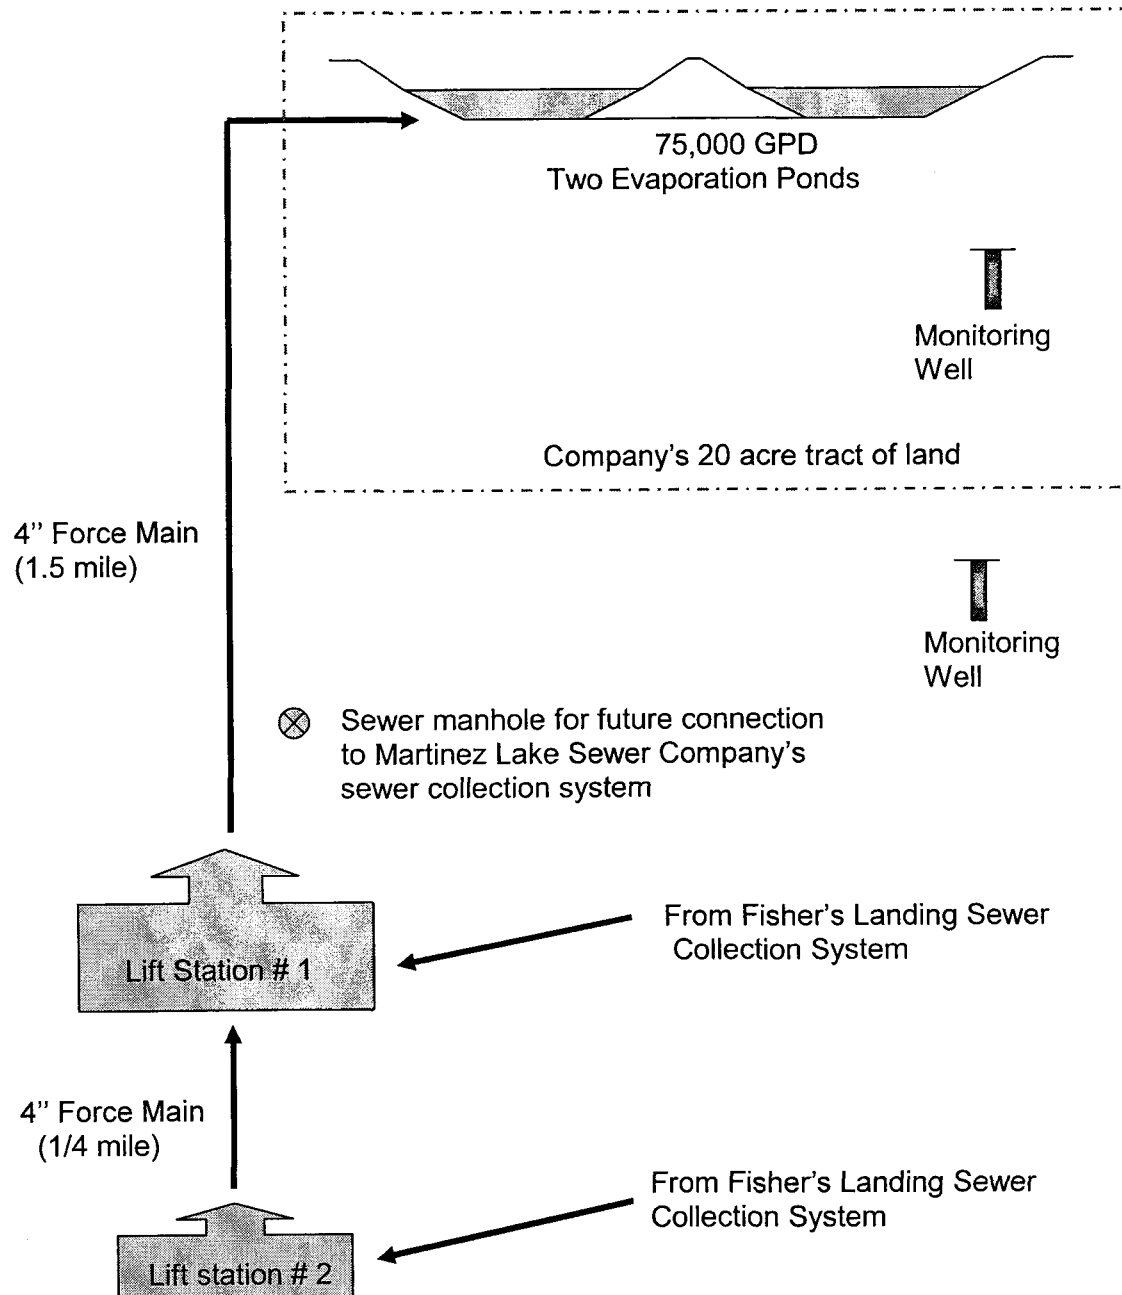 75,000 GPD
Two Evaporation Ponds
Monitoring
Well
Company's 20 acre tract of land
4" Force Main
(1.5 mile)
Monitoring
Well
Sewer manhole for future connection
to Martinez Lake Sewer Company's
sewer collection system
From Fisher's Landing Sewer
Collection System
Lift Station # 1
4" Force Main
(1/4 mile)
From Fisher's Landing Sewer
Collection System
Lift station # 2